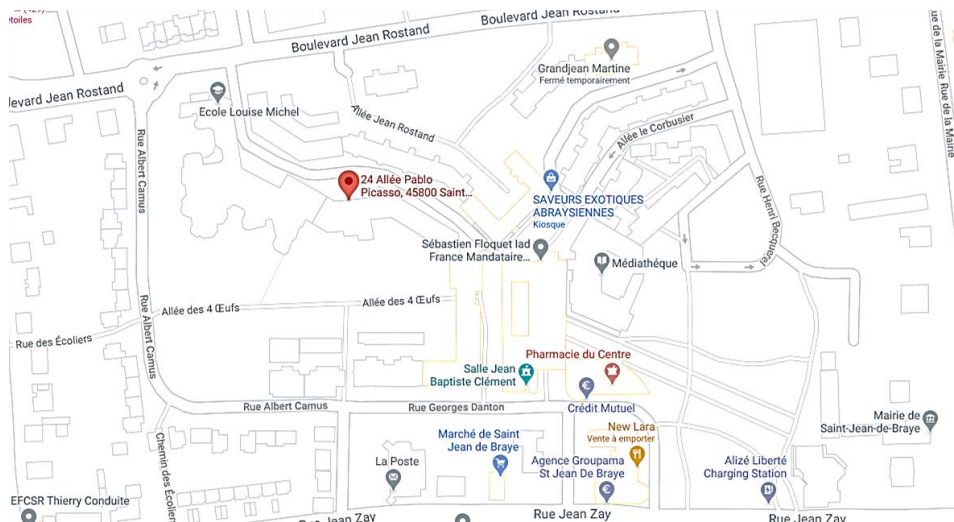 étoiles
Boulevard Jean Rostand
Boulevard Jean Rostand
levard Jean Rostand
Rue de la Mairie
Rue de la Mairie
Grandjean Martine
Fermé temporairement
Ecole Louise Michel
Allée Jean Rostand
Allée le Corbusier
Rue Albert Camus
24 Allée Pablo
Picasso, 45800 Saint...
SAVEURS EXOTIQUES
ABRAYSIENNES
Kiosque
Rue Henri Becquerel
Sébastien Floquet Iad
France Mandataire...
Médiathèque
Allée des 4 Œufs
Allée des 4 Œufs
Rue des Écoliers
Rue Albert Camus
Pharmacie du Centre
Salle Jean
Baptiste Clément
Crédit Mutuel
Rue Albert Camus
Rue Georges Danton
Mairie de
Saint-Jean-de-Braye
New Lara
Vente à emporter
Marché de Saint
Jean de Braye
Chemin des Écoliers
La Poste
Agence Groupama
St Jean De Braye
Alizé Liberté
Charging Station
EFCSR Thierry Conduite
Rue Jean Zay
Rue Jean Zay
Rue Jean Zay